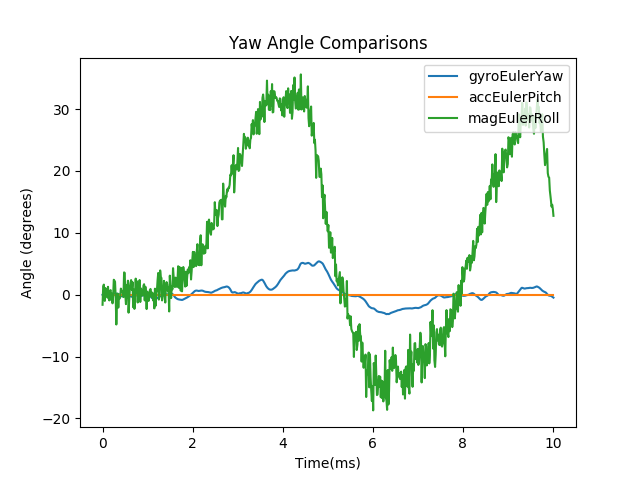 Yaw Angle Comparisons
gyroEulerYaw
accEulerPitch
magEulerRoll
Angle (degrees)
30
20
10
0
−10
−20
0 2 4 6 8 10
Time(ms)